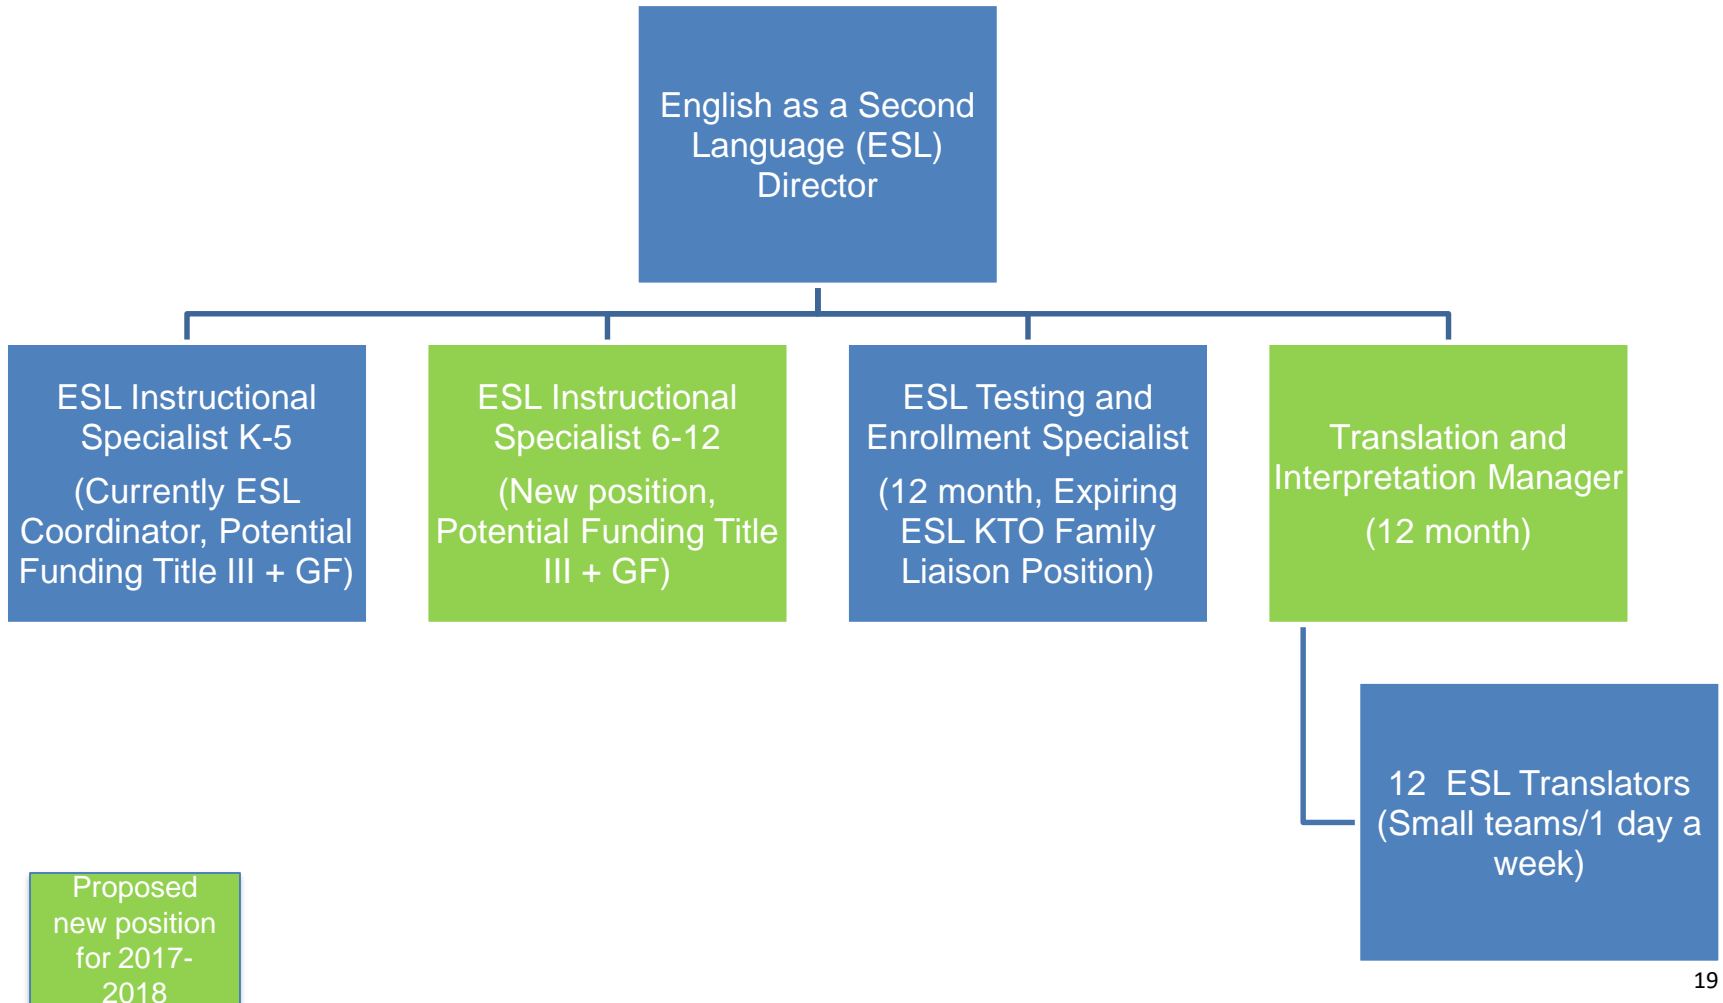 English as a Second
Language (ESL)
Director
ESL Instructional
Specialist K-5
(Currently ESL
Coordinator, Potential
Funding Title III + GF)
ESL Instructional
Specialist 6-12
(New position,
Potential Funding Title
III + GF)
ESL Testing and
Enrollment Specialist
(12 month, Expiring
ESL KTO Family
Liaison Position)
Translation and
Interpretation Manager
(12 month)
12 ESL Translators
(Small teams/1 day a
week)
Proposed
new position
for 2017-
2018
19